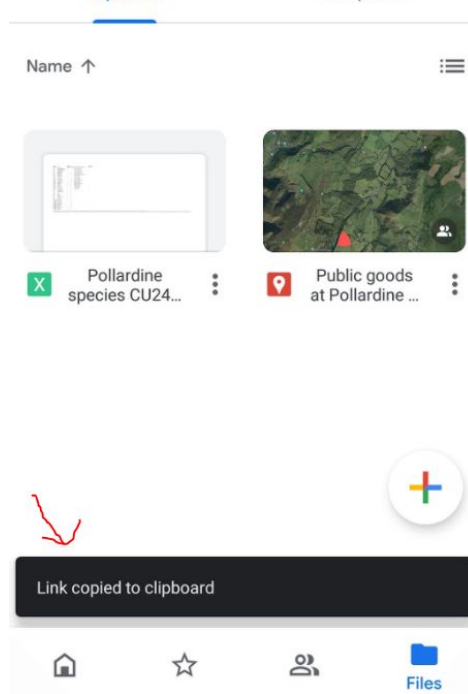 Name ↑
X
Pollardine
species CU24...
Public goods
at Pollardine ...
Link copied to clipboard
Files